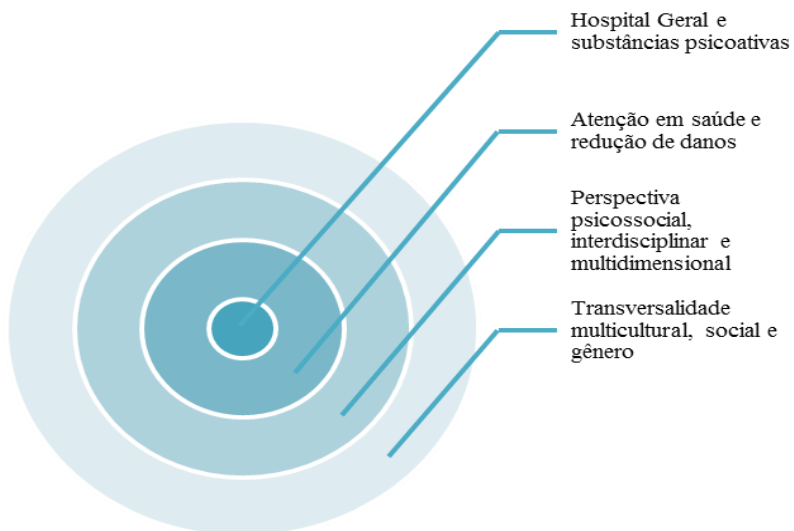 Hospital Geral e
substâncias psicoativas
Atenção em saúde e
redução de danos
Perspectiva
psicossocial,
interdisciplinar e
multidimensional
Transversalidade
multicultural, social e
gênero